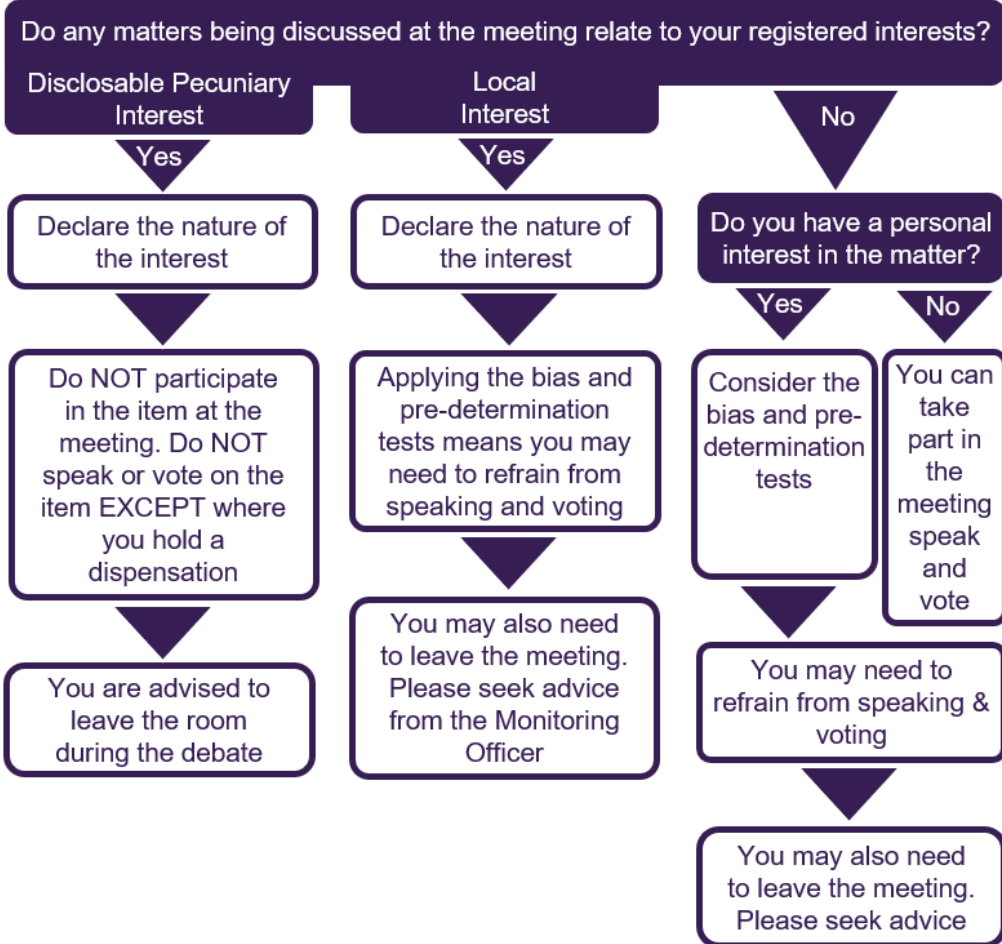 Do any matters being discussed at the meeting relate to your registered interests?
Disclosable Pecuniary
Interest
Yes
Declare the nature of
the interest
Do NOT participate
in the item at the
meeting. Do NOT
speak or vote on the
item EXCEPT where
you hold a
dispensation
You are advised to
leave the room
during the debate
Local
Interest
Yes
Declare the nature of
the interest
Applying the bias and
pre-determination
tests means you may
need to refrain from
speaking and voting
You may also need
to leave the meeting.
Please seek advice
from the Monitoring
Officer
No
Do you have a personal
interest in the matter?
Yes
Consider the
bias and pre-
determination
tests
You may need to
refrain from speaking &
voting
You may also need
to leave the meeting.
Please seek advice
No
You can
take
part in
the
meeting
speak
and
vote